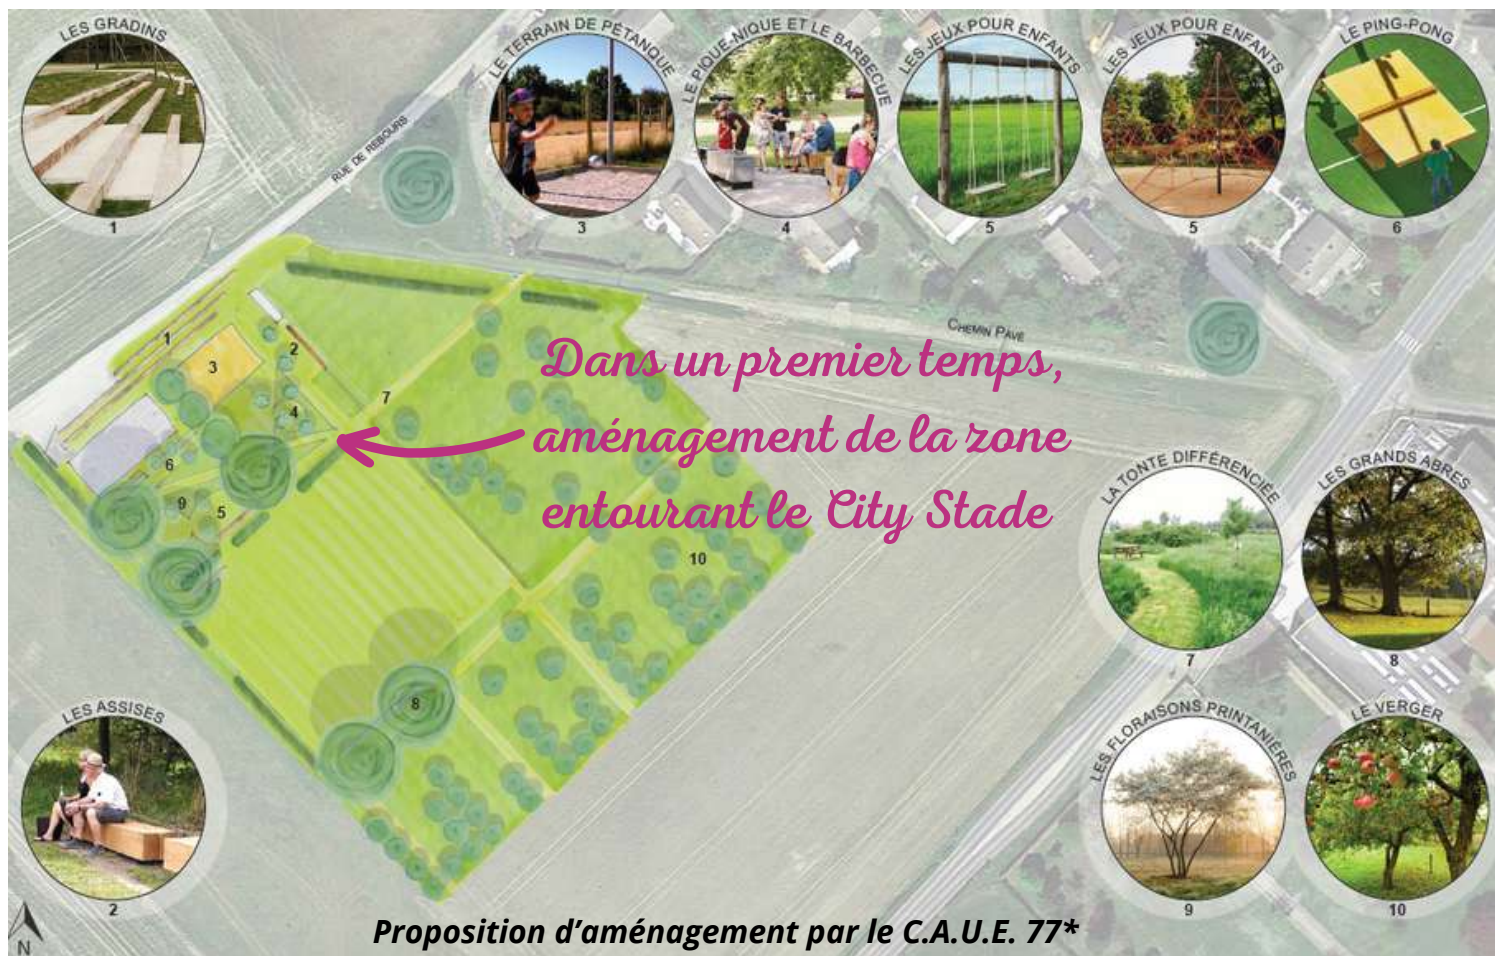 LES GRADINS
1
LE TERRAIN DE PÉTANQUE
3
LE PIQUE-NIQUE ET LE BARBECUE
4
LES JEUX POUR ENFANTS
5
LES JEUX POUR ENFANTS
5
LE PING-PONG
6
RUE DE REBOURS
CHEMIN PAVÉ
1
2
3
4
5
6
7
8
9
10
Dans un premier temps,
aménagement de la zone
entourant le City Stade
LA TONTE DIFFÉRENCIÉE
7
LES GRANDS ABRES
8
LES ASSISES
2
LES FLORAISONS PRINTANIÈRES
9
LE VERGER
10
N
Proposition d'aménagement par le C.A.U.E. 77*